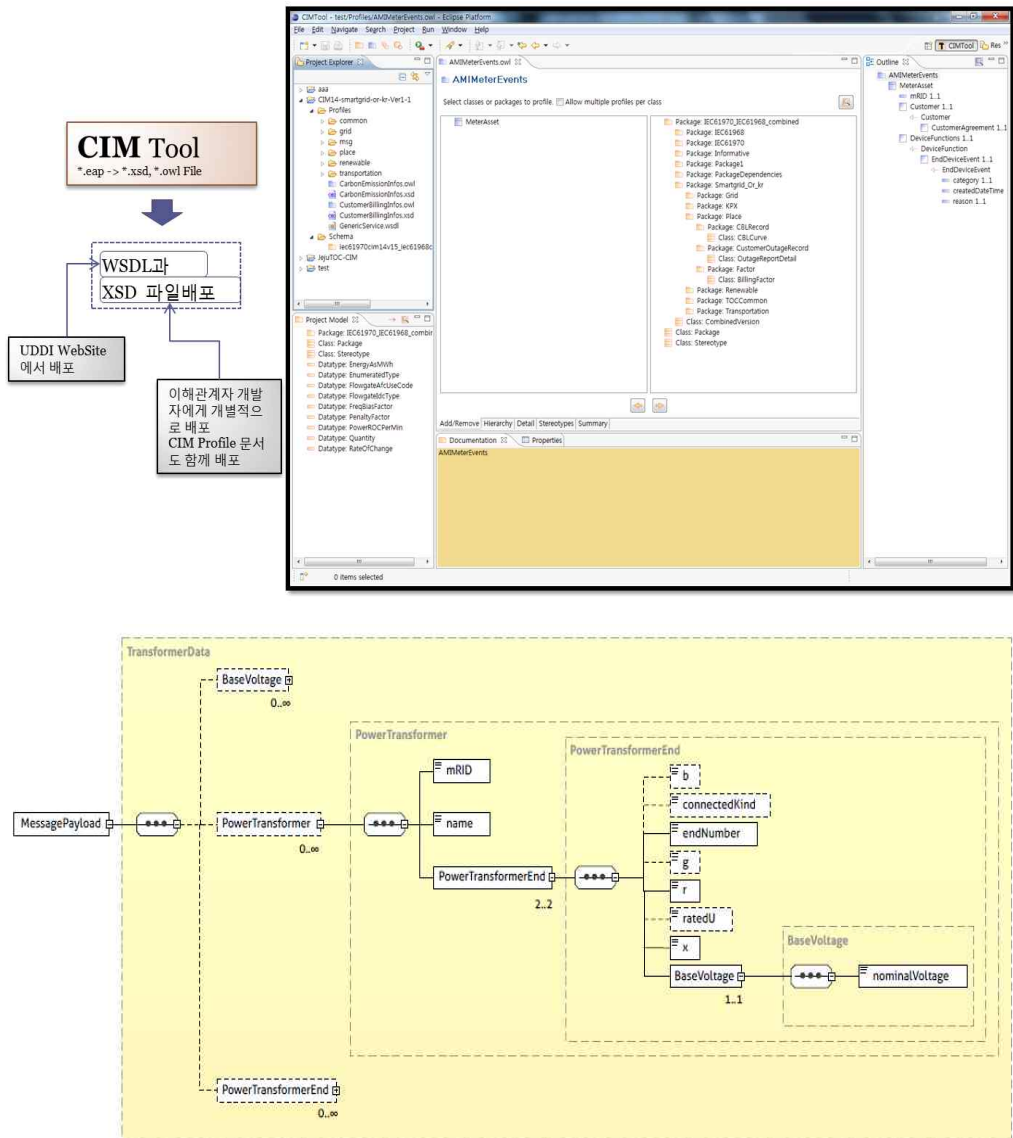 CIM Tool
*.eap -> *.xsd, *.owl File
WSDL과
XSD 파일배포
UDDI WebSite
에서 배포
이해관계자 개발
자에게 개별적으
로 배포
CIM Profile 문서
도 함께 배포
CIMTool - test/Profiles/AMIMeterEvents.owl - Eclipse Platform
File Edit Navigate Search Project Run Window Help
CIMTool
Res
Project Explorer
aaa
CIM14-smartgrid-or-kr-Ver1-1
Profiles
common
grid
msg
place
renewable
transportation
CarbonEmissionInfos.owl
CarbonEmissionInfos.xsd
CustomerBillingInfos.owl
CustomerBillingInfos.xsd
GenericService.wsdl
Schema
iec61970cim14v15_iec61968c
JejuTOC-CIM
test
Project Model
Package: IEC61970_IEC61968_combir
Class: Package
Class: Stereotype
Datatype: EnergyAsMWh
Datatype: EnumeratedType
Datatype: FlowgateAfcUseCode
Datatype: FlowgateIdcType
Datatype: FreqBiasFactor
Datatype: PenaltyFactor
Datatype: PowerROCPerMin
Datatype: Quantity
Datatype: RateOfChange
AMIMeterEvents.owl
AMIMeterEvents
Select classes or packages to profile. Allow multiple profiles per class
MeterAsset
Package: IEC61970_IEC61968_combined
Package: IEC61968
Package: IEC61970
Package: Informative
Package: Package1
Package: PackageDependencies
Package: Smartgrid_Or_kr
Package: Grid
Package: KPX
Package: Place
Package: CBLRecord
Class: CBLCurve
Package: CustomerOutageRecord
Class: OutageReportDetail
Package: Factor
Class: BillingFactor
Package: Renewable
Package: TOCCommon
Package: Transportation
Class: CombinedVersion
Class: Package
Class: Stereotype
Add/Remove Hierarchy Detail Stereotypes Summary
Documentation Properties
AMIMeterEvents
Outline
AMIMeterEvents
MeterAsset
mRID 1..1
Customer 1..1
Customer
CustomerAgreement 1..1
DeviceFunctions 1..1
DeviceFunction
EndDeviceEvent 1..1
EndDeviceEvent
category 1..1
createdDateTime
reason 1..1
0 items selected
TransformerData
BaseVoltage
0..∞
PowerTransformer
PowerTransformerEnd
mRID
name
b
connectedKind
endNumber
g
r
ratedU
x
MessagePayload
PowerTransformer
0..∞
PowerTransformerEnd
2..2
BaseVoltage
BaseVoltage
1..1
nominalVoltage
PowerTransformerEnd
0..∞